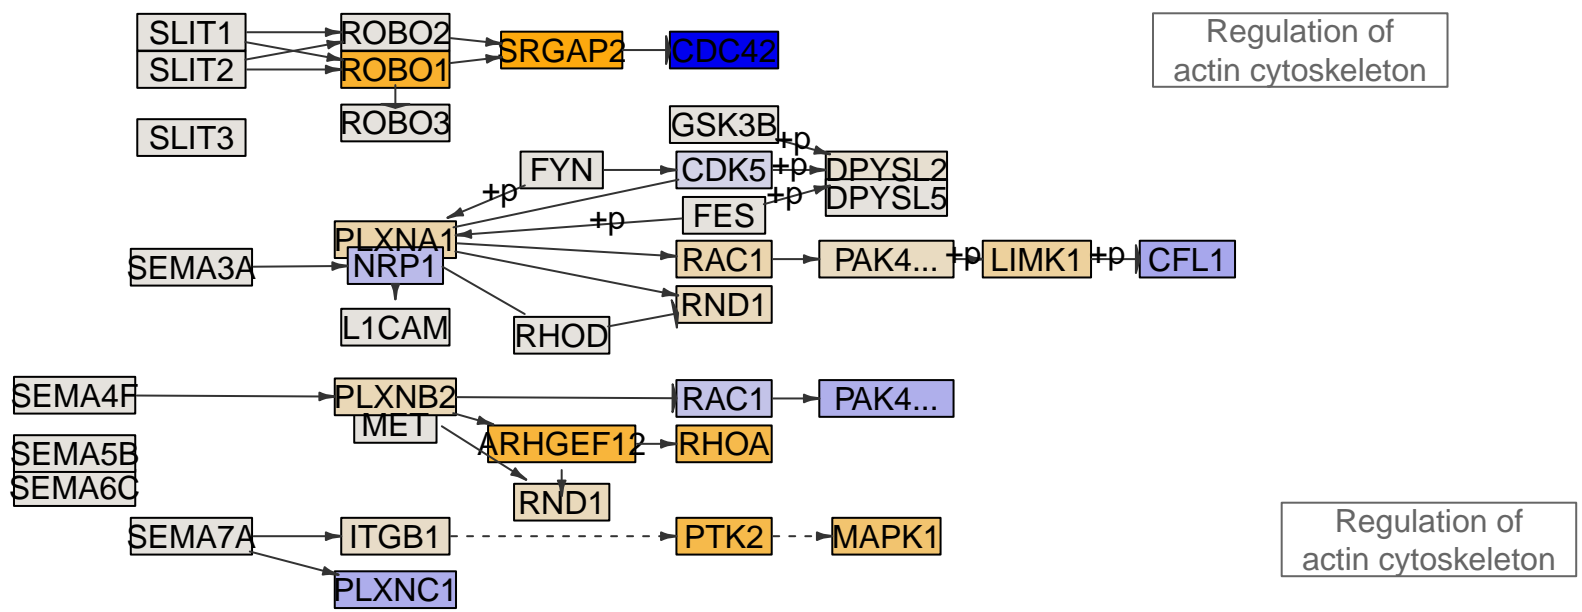 SLIT1
ROBO2
SRGAP2
CDC42
Regulation of
actin cytoskeleton
SLIT2
ROBO1
SLIT3
ROBO3
GSK3B
+p
FYN
CDK5
+p
DPYSL2
+p
FES
+p
DPYSL5
+p
PLXNA1
SEMA3A
NRP1
RAC1
PAK4...
+p
LIMK1
+p
CFL1
RND1
L1CAM
RHOD
SEMA4F
PLXNB2
RAC1
PAK4...
MET
ARHGEF12
RHOA
SEMA5B
SEMA6C
RND1
SEMA7A
ITGB1
PTK2
MAPK1
Regulation of
actin cytoskeleton
PLXNC1